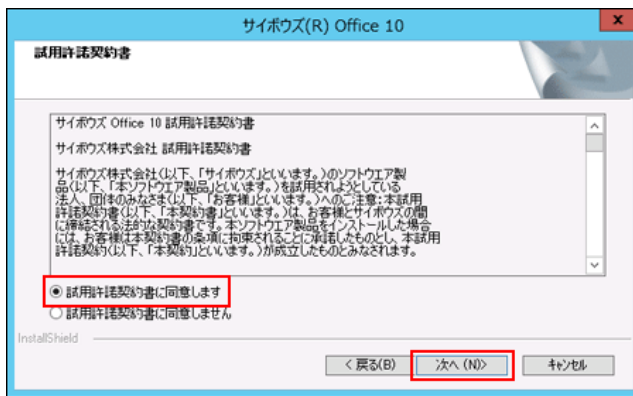 サイボウズ(R) Office 10
x
試用許諾契約書
サイボウズ Office 10 試用許諾契約書
サイボウズ株式会社 試用許諾契約書
サイボウズ株式会社(以下、「サイボウズ」といいます。)のソフトウエア製
品(以下、「本ソフトウエア製品」といいます。)を試用されようとしている
法人、団体のみなさま(以下、「お客様」といいます。)へのご注意:本試用
許諾契約書(以下、「本契約書」といいます。)は、お客様とサイボウズの間
に締結される法的な契約書です。本ソフトウエア製品をインストールした場合
には、お客様は本契約書の条項に拘束されることに承諾したものとし、本試用
許諾契約(以下、「本契約」といいます。)が成立したものとみなされます。
試用許諾契約書に同意します
試用許諾契約書に同意しません
InstallShield
< 戻る(B)
次へ (N)>
キャンセル